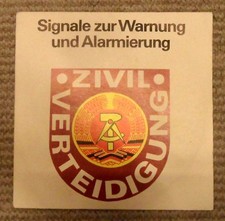 Signale zur Warnung
und Alarmierung
· ZIVIL ·
VERTEIDIGUNG